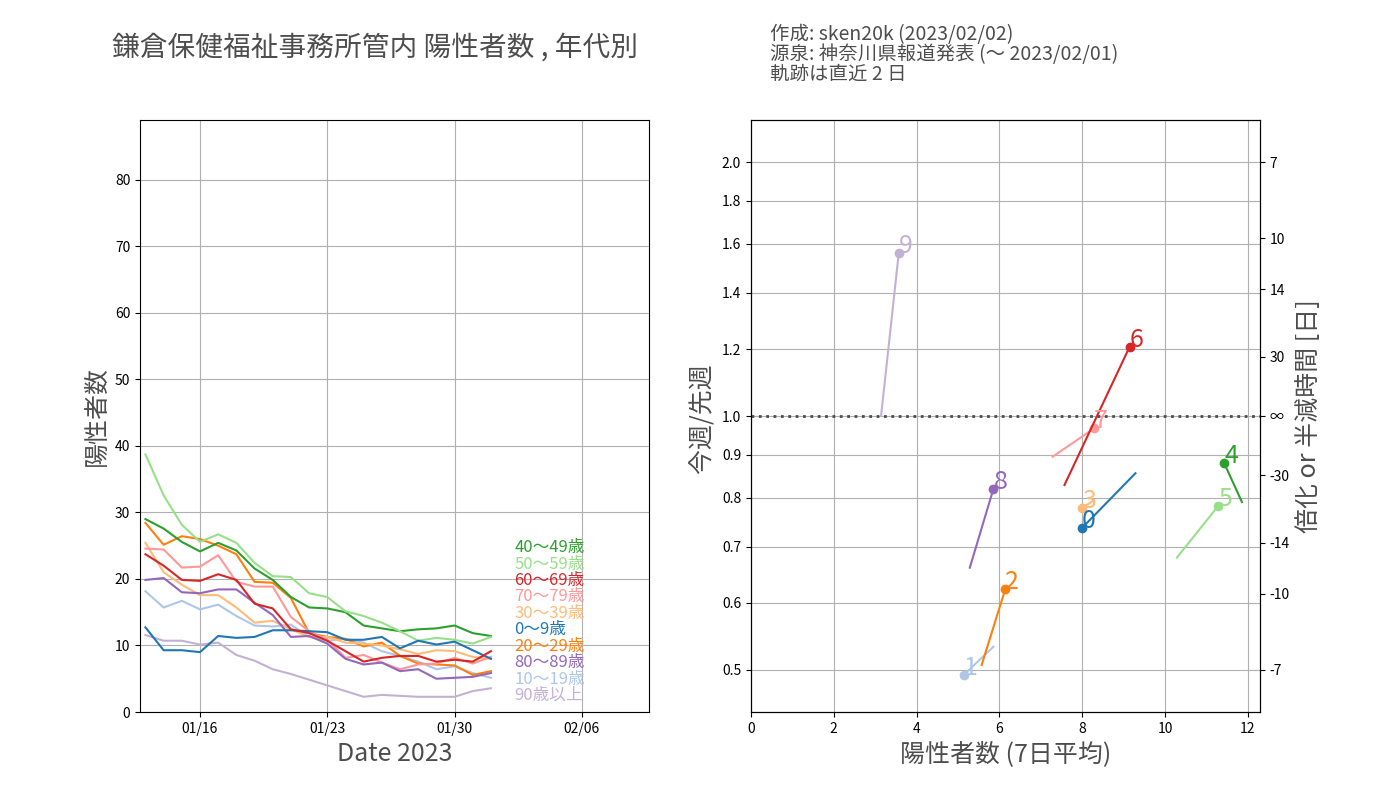 鎌倉保健福祉事務所管内 陽性者数 , 年代別
作成: sken20k (2023/02/02)
源泉: 神奈川県報道発表 (～ 2023/02/01)
軌跡は直近 2 日
陽性者数
80
70
60
50
40
30
20
10
0
40～49歳
50～59歳
60～69歳
70～79歳
30～39歳
0～9歳
20～29歳
80～89歳
10～19歳
90歳以上
01/16
01/23
01/30
02/06
Date 2023
今週/先週
2.0
1.8
1.6
1.4
1.2
1.0
0.9
0.8
0.7
0.6
0.5
9
6
7
4
8
3
5
0
2
1
7
10
14
30
∞
-30
-14
-10
-7
倍化 or 半減時間 [日]
0
2
4
6
8
10
12
陽性者数 (7日平均)